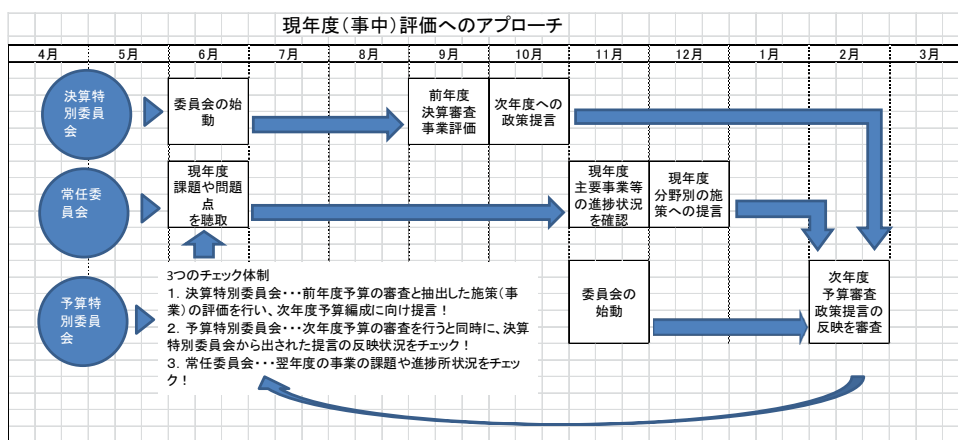 現年度(事中)評価へのアプローチ
4月 5月 6月 7月 8月 9月 10月 11月 12月 1月 2月 3月
決算特
別委員
会
委員会の始
動
前年度
決算審査
事業評価
次年度への
政策提言
常任委
員会
現年度
課題や問題
点
を聴取
現年度
主要事業等
の進捗状況
を確認
現年度
分野別の施
策への提言
予算特
別委員
会
3つのチェック体制
1．決算特別委員会・・・前年度予算の審査と抽出した施策(事
業)の評価を行い、次年度予算編成に向け提言！
2．予算特別委員会・・・次年度予算の審査を行うと同時に、決算
特別委員会から出された提言の反映状況をチェック！
3．常任委員会・・・翌年度の事業の課題や進捗所状況をチェッ
ク！
委員会の
始動
次年度
予算審査
政策提言の
反映を審査